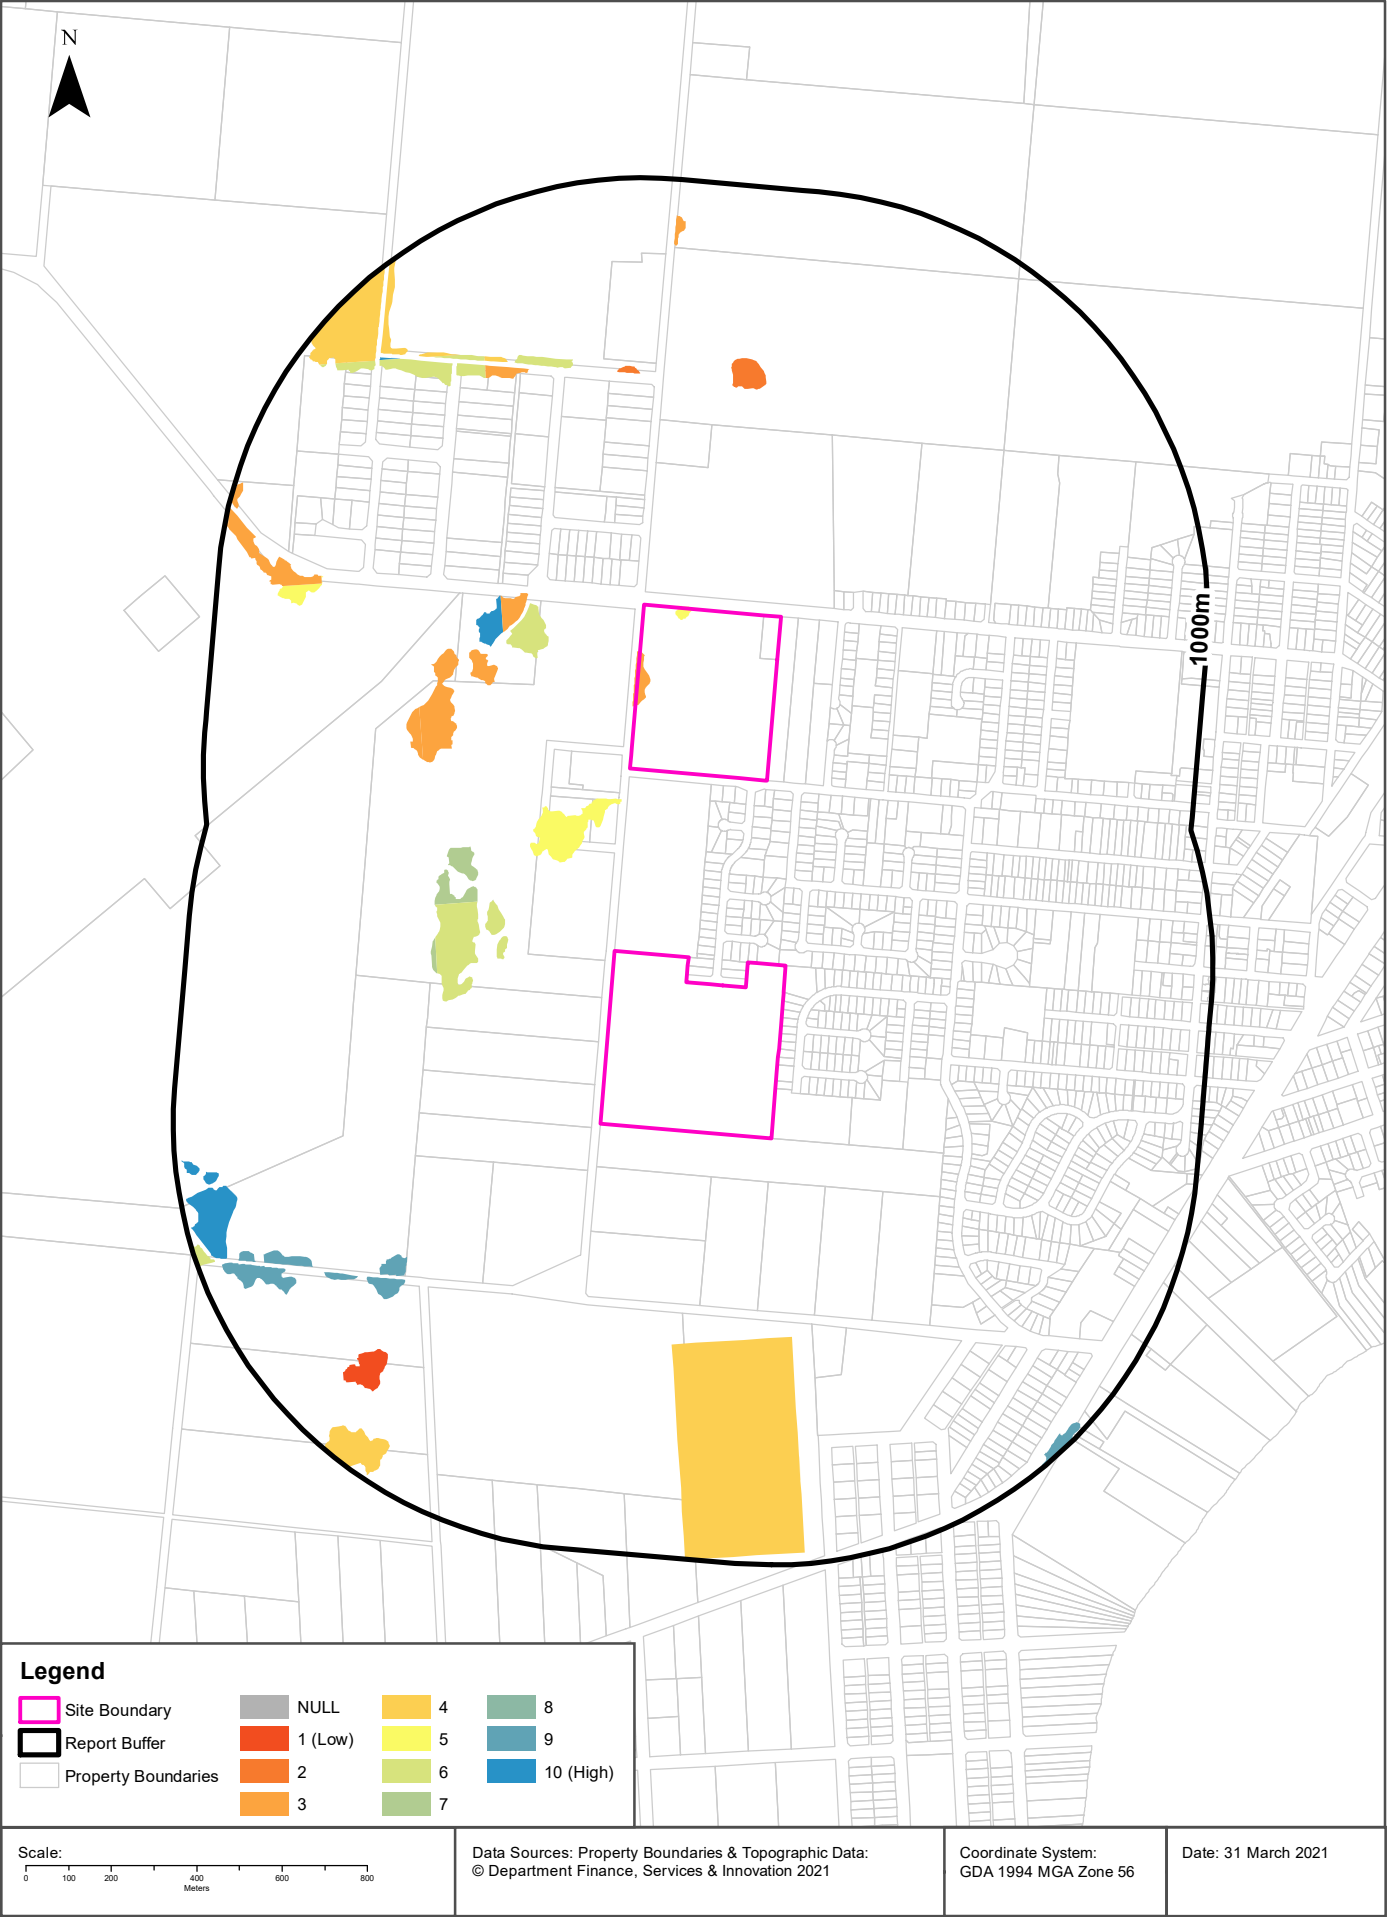 N
1000m
Legend
Site Boundary
Report Buffer
Property Boundaries
NULL
1 (Low)
2
3
4
5
6
7
8
9
10 (High)
Scale:
0 100 200 400 600 800
Meters
Data Sources: Property Boundaries & Topographic Data:
© Department Finance, Services & Innovation 2021
Coordinate System:
GDA 1994 MGA Zone 56
Date: 31 March 2021